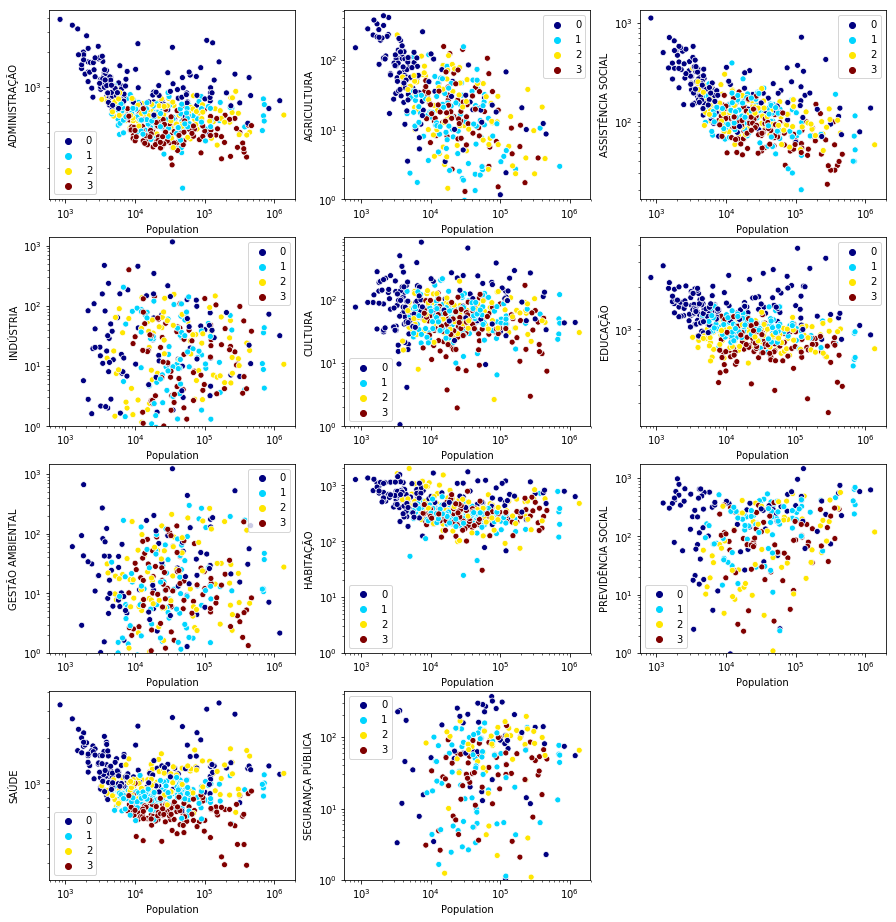 ADMINISTRAÇÃO
10³
0
1
2
3
10³ 10⁴ 10⁵ 10⁶
Population
AGRICULTURA
10²
10¹
10⁰
0
1
2
3
10³ 10⁴ 10⁵ 10⁶
Population
ASSISTÊNCIA SOCIAL
10³
10²
0
1
2
3
10³ 10⁴ 10⁵ 10⁶
Population
INDÚSTRIA
10³
10²
10¹
10⁰
0
1
2
3
10³ 10⁴ 10⁵ 10⁶
Population
CULTURA
10²
10¹
10⁰
0
1
2
3
10³ 10⁴ 10⁵ 10⁶
Population
EDUCAÇÃO
10³
0
1
2
3
10³ 10⁴ 10⁵ 10⁶
Population
GESTÃO AMBIENTAL
10³
10²
10¹
10⁰
0
1
2
3
10³ 10⁴ 10⁵ 10⁶
Population
HABITAÇÃO
10³
10²
10¹
10⁰
0
1
2
3
10³ 10⁴ 10⁵ 10⁶
Population
PREVIDÊNCIA SOCIAL
10³
10²
10¹
10⁰
0
1
2
3
10³ 10⁴ 10⁵ 10⁶
Population
SAÚDE
10³
0
1
2
3
10³ 10⁴ 10⁵ 10⁶
Population
SEGURANÇA PÚBLICA
10²
10¹
10⁰
0
1
2
3
10³ 10⁴ 10⁵ 10⁶
Population